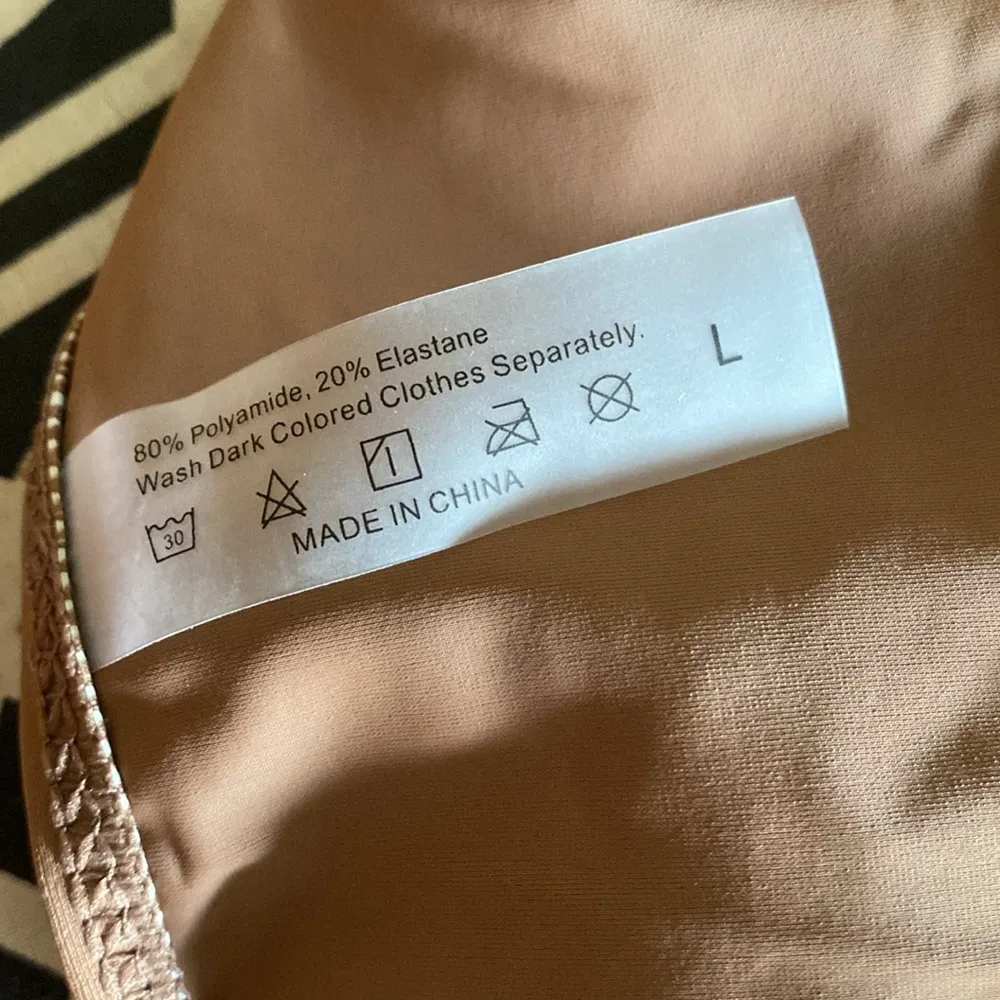 80% Polyamide, 20% Elastane
Wash Dark Colored Clothes Separately.
L
30
MADE IN CHINA